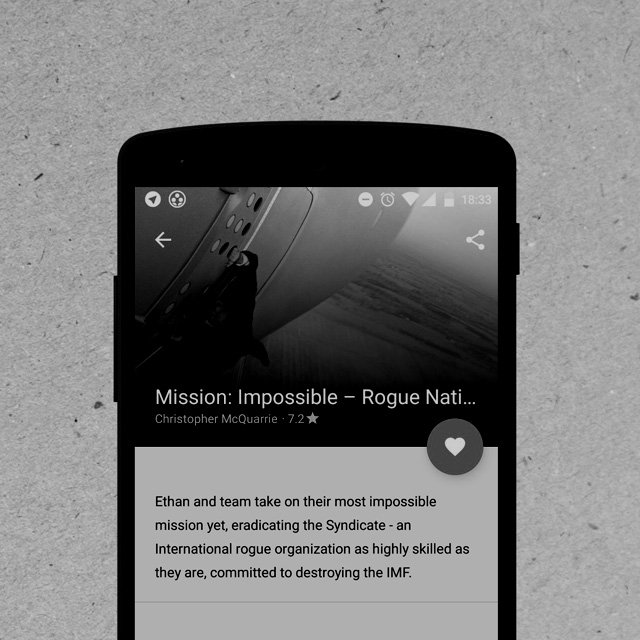 18:33
Mission: Impossible – Rogue Nati...
Christopher McQuarrie · 7.2
Ethan and team take on their most impossible
mission yet, eradicating the Syndicate - an
International rogue organization as highly skilled as
they are, committed to destroying the IMF.